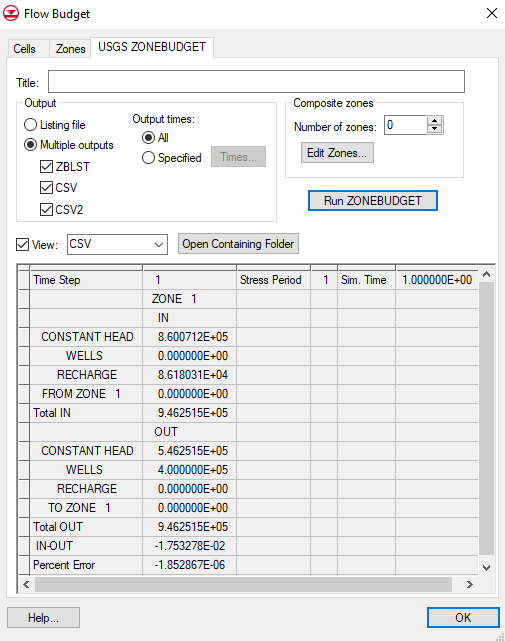 Flow Budget
Cells Zones USGS ZONEBUDGET
Title:
Output
Listing file
Multiple outputs
ZBLST
CSV
CSV2
Output times:
All
Specified Times...
Composite zones
Number of zones: 0
Edit Zones...
Run ZONEBUDGET
View: CSV Open Containing Folder
Time Step 1 Stress Period 1 Sim. Time 1.000000E+00
ZONE 1
IN
CONSTANT HEAD 8.600712E+05
WELLS 0.000000E+00
RECHARGE 8.618031E+04
FROM ZONE 1 0.000000E+00
Total IN 9.462515E+05
OUT
CONSTANT HEAD 5.462515E+05
WELLS 4.000000E+05
RECHARGE 0.000000E+00
TO ZONE 1 0.000000E+00
Total OUT 9.462515E+05
IN-OUT -1.753278E-02
Percent Error -1.852867E-06
Help... OK